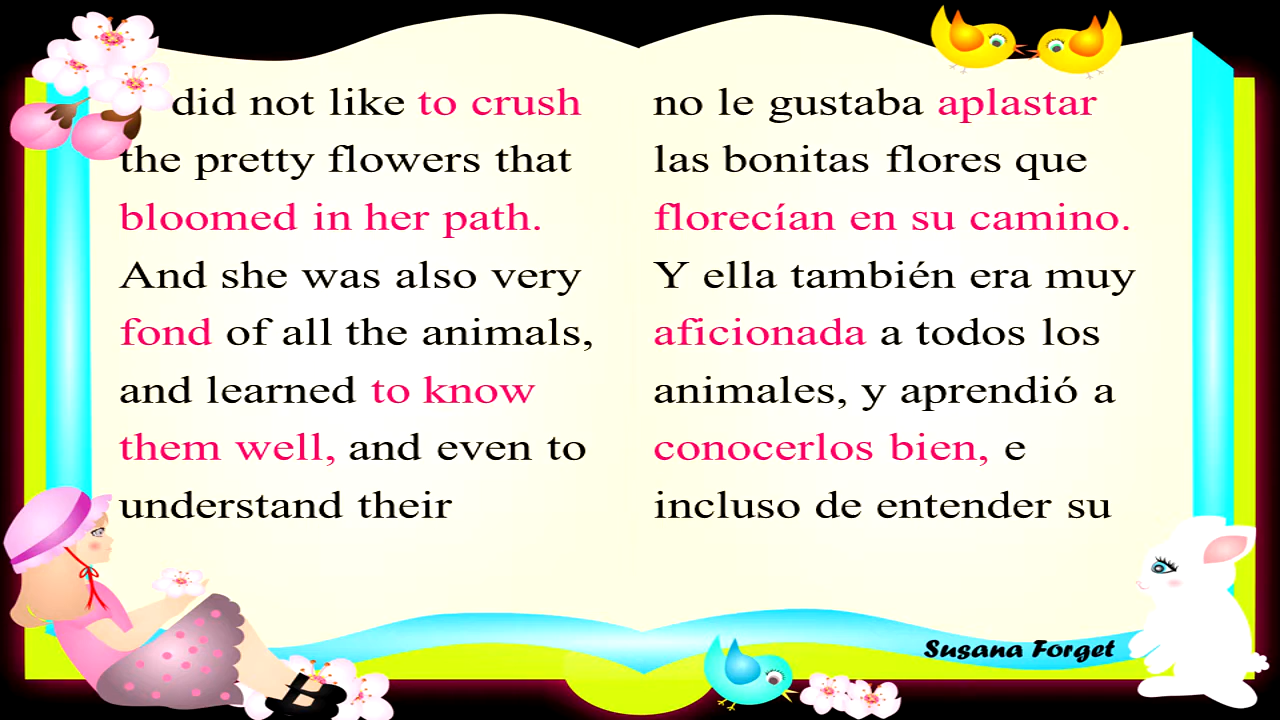 did not like to crush
the pretty flowers that
bloomed in her path.
And she was also very
fond of all the animals,
and learned to know
them well, and even to
understand their
no le gustaba aplastar
las bonitas flores que
florecían en su camino.
Y ella también era muy
aficionada a todos los
animales, y aprendió a
conocerlos bien, e
incluso de entender su
Susana Forget